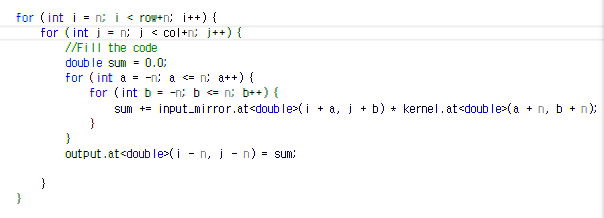 for (int i = n; i < row+n; i++) {
for (int j = n; j < col+n; j++) {
//Fill the code
double sum = 0.0;
for (int a = -n; a <= n; a++) {
for (int b = -n; b <= n; b++) {
sum += input_mirror.at<double>(i + a, j + b) * kernel.at<double>(a + n, b + n);
}
}
output.at<double>(i - n, j - n) = sum;
}
}